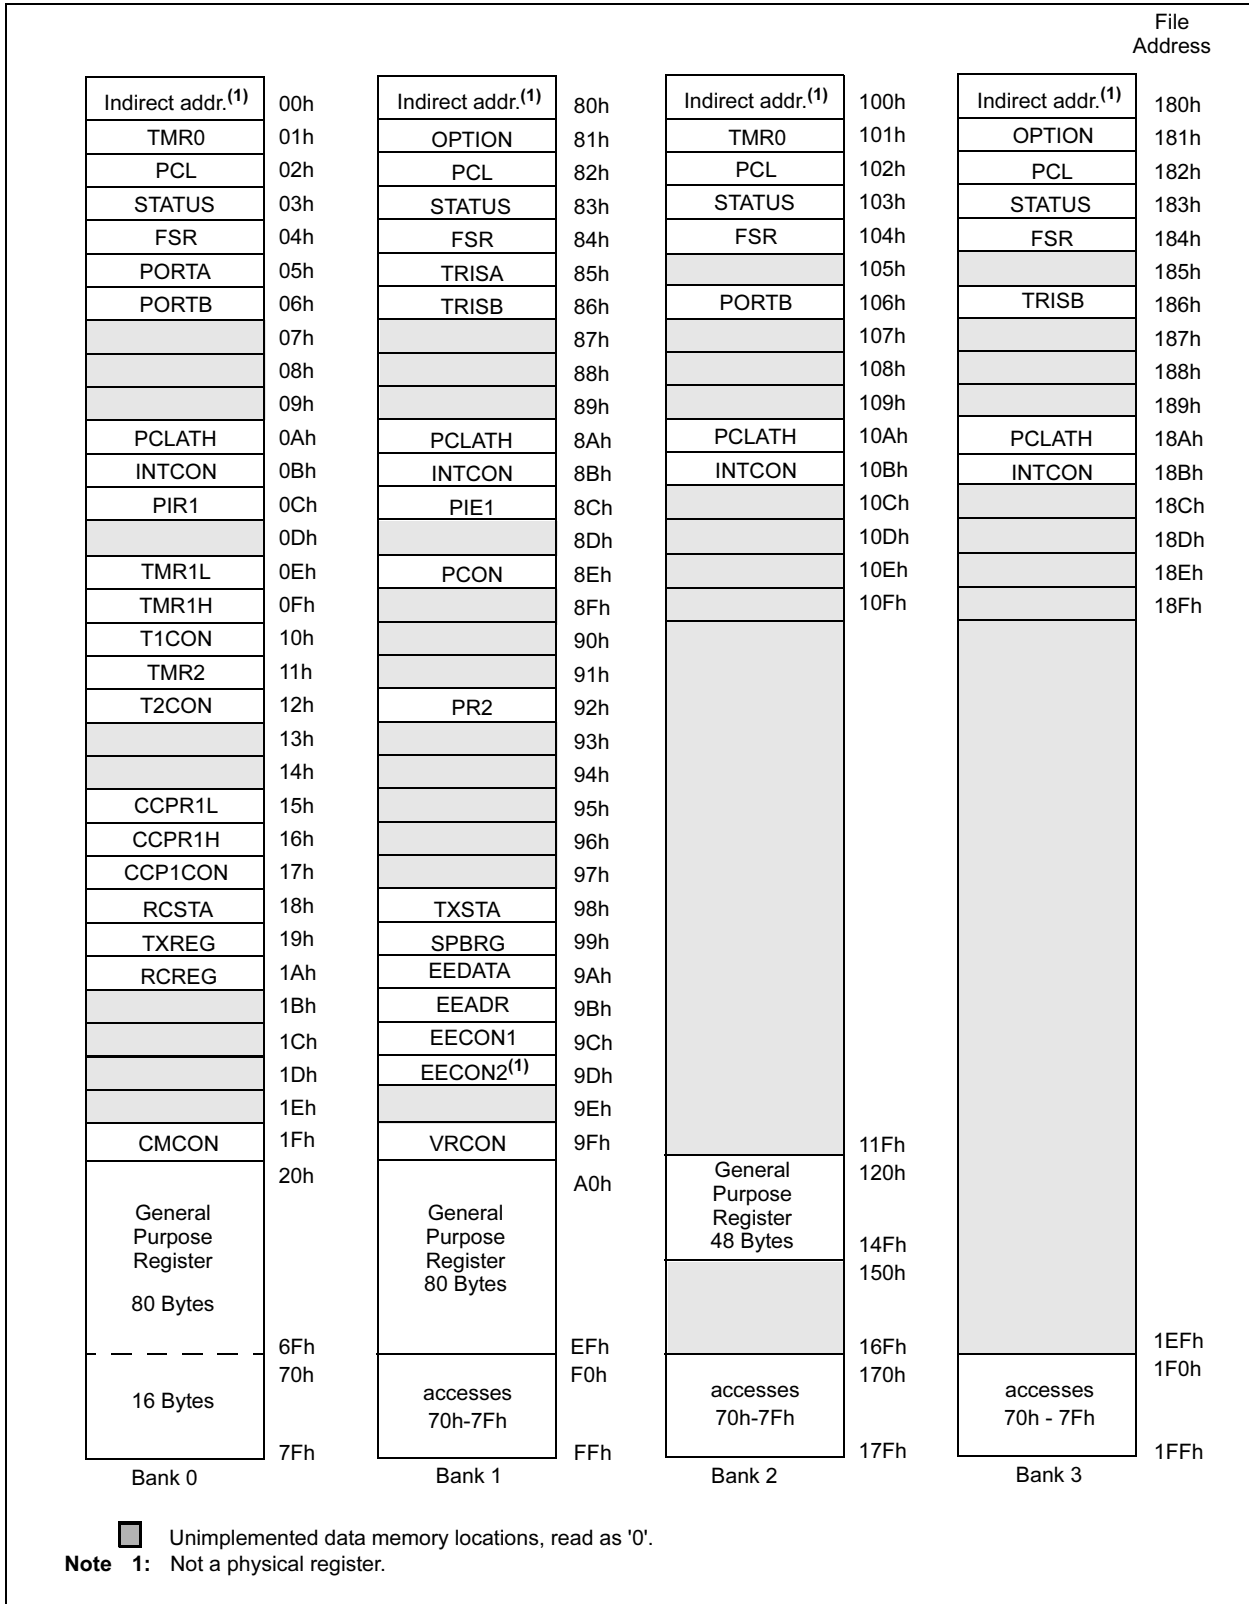 File
Address
Indirect addr.(1) 00h
TMR0 01h
PCL 02h
STATUS 03h
FSR 04h
PORTA 05h
PORTB 06h
07h
08h
09h
PCLATH 0Ah
INTCON 0Bh
PIR1 0Ch
0Dh
TMR1L 0Eh
TMR1H 0Fh
T1CON 10h
TMR2 11h
T2CON 12h
13h
14h
CCPR1L 15h
CCPR1H 16h
CCP1CON 17h
RCSTA 18h
TXREG 19h
RCREG 1Ah
1Bh
1Ch
1Dh
1Eh
CMCON 1Fh
20h
General
Purpose
Register
80 Bytes
6Fh
70h
16 Bytes
7Fh
Bank 0
Indirect addr.(1) 80h
OPTION 81h
PCL 82h
STATUS 83h
FSR 84h
TRISA 85h
TRISB 86h
87h
88h
89h
PCLATH 8Ah
INTCON 8Bh
PIE1 8Ch
8Dh
PCON 8Eh
8Fh
90h
91h
PR2 92h
93h
94h
95h
96h
97h
TXSTA 98h
SPBRG 99h
EEDATA 9Ah
EEADR 9Bh
EECON1 9Ch
EECON2(1) 9Dh
9Eh
VRCON 9Fh
A0h
General
Purpose
Register
80 Bytes
EFh
F0h
accesses
70h-7Fh
FFh
Bank 1
Indirect addr.(1) 100h
TMR0 101h
PCL 102h
STATUS 103h
FSR 104h
105h
PORTB 106h
107h
108h
109h
PCLATH 10Ah
INTCON 10Bh
10Ch
10Dh
10Eh
10Fh
11Fh
General 120h
Purpose
Register
48 Bytes 14Fh
150h
16Fh
170h
accesses
70h-7Fh
17Fh
Bank 2
Indirect addr.(1) 180h
OPTION 181h
PCL 182h
STATUS 183h
FSR 184h
185h
TRISB 186h
187h
188h
189h
PCLATH 18Ah
INTCON 18Bh
18Ch
18Dh
18Eh
18Fh
1EFh
1F0h
accesses
70h - 7Fh
1FFh
Bank 3
Unimplemented data memory locations, read as '0'.
Note 1: Not a physical register.